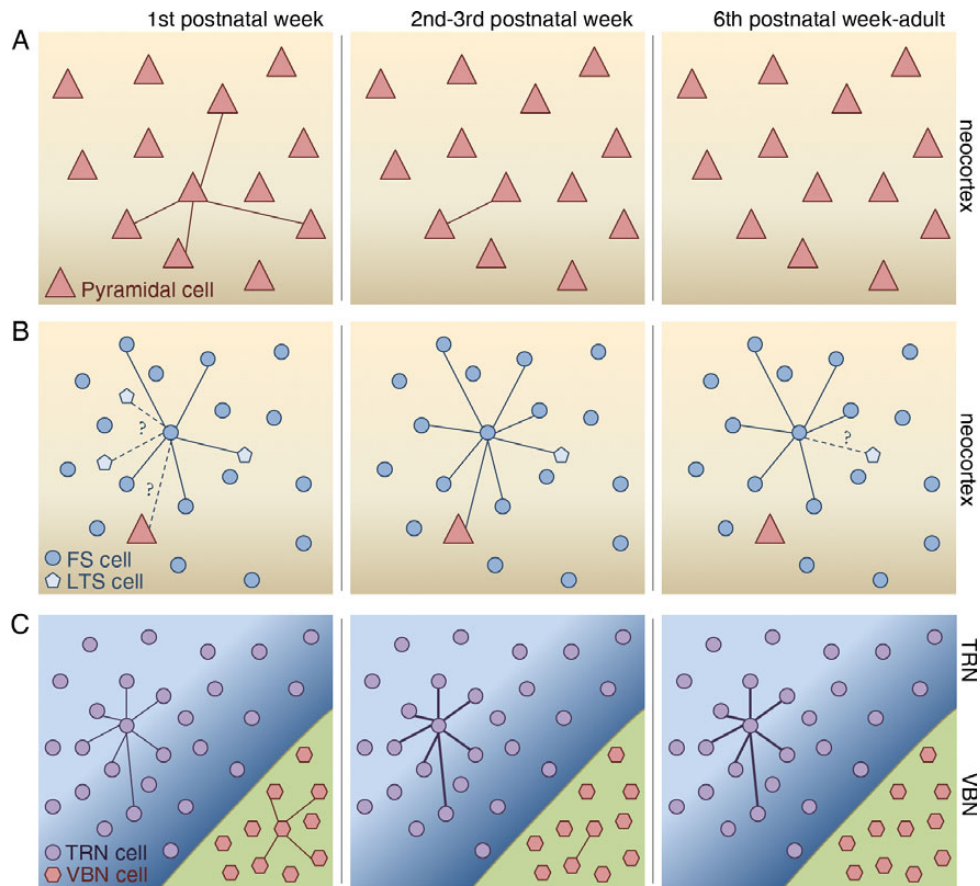 1st postnatal week
2nd-3rd postnatal week
6th postnatal week-adult
A
neocortex
Pyramidal cell
B
neocortex
?
?
?
FS cell
LTS cell
C
TRN
VBN
TRN cell
VBN cell